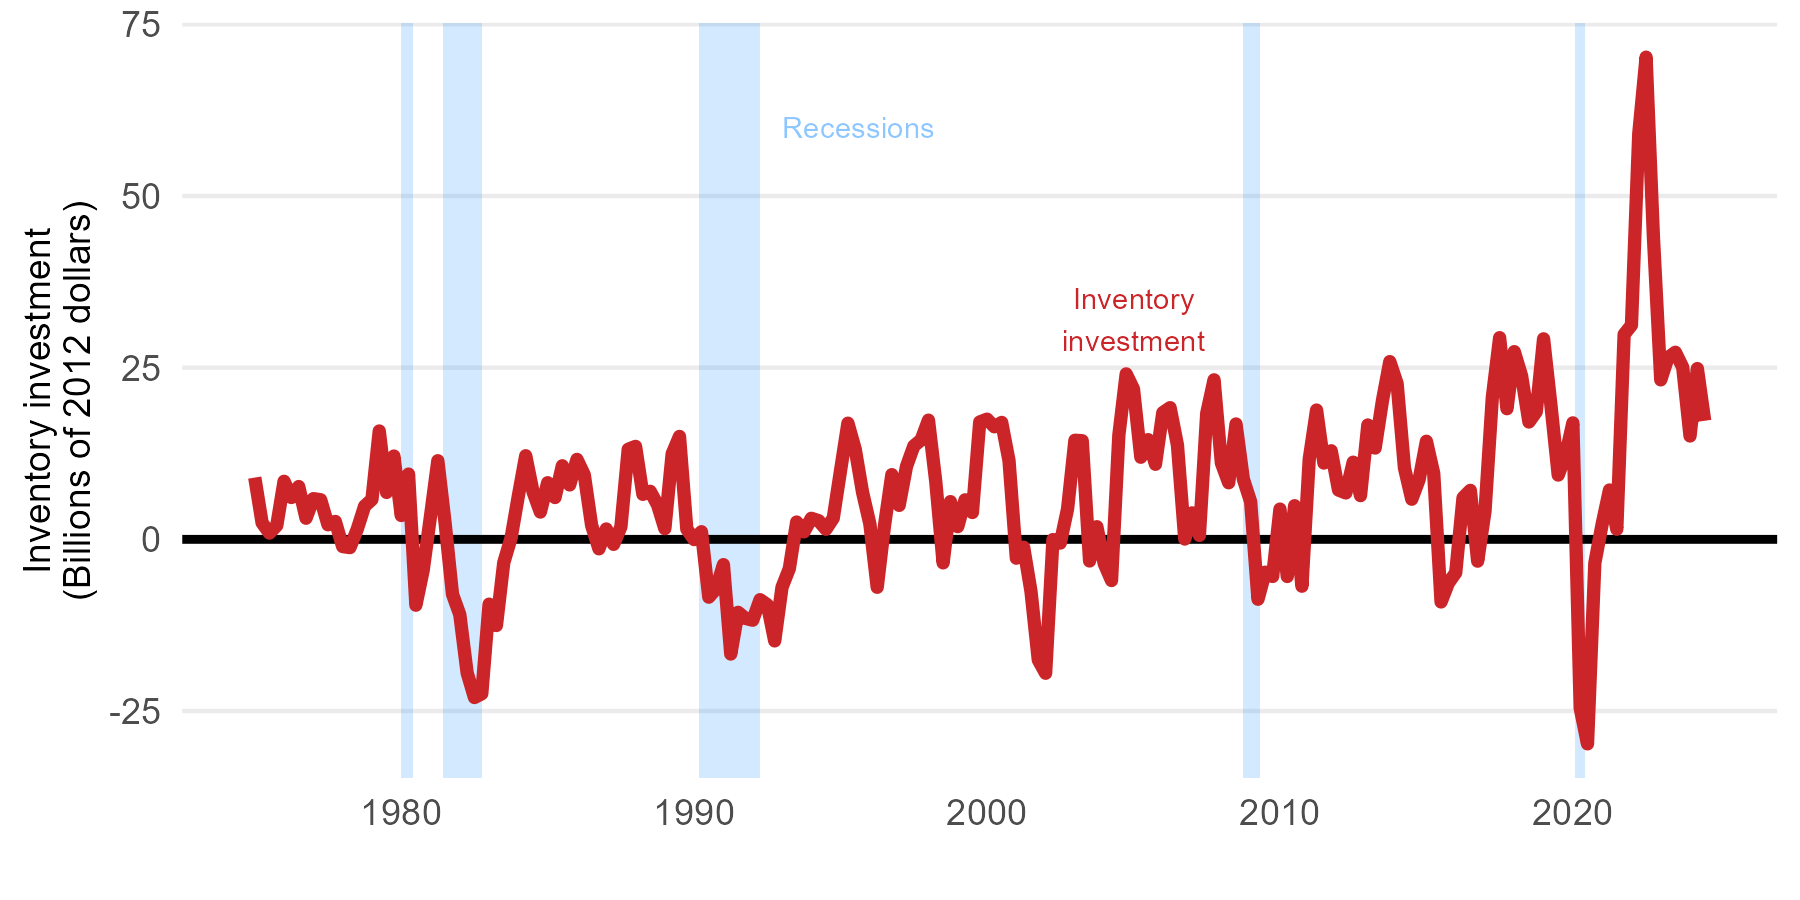 Inventory investment
(Billions of 2012 dollars)
75
50
25
0
-25
Recessions
Inventory
investment
1980
1990
2000
2010
2020